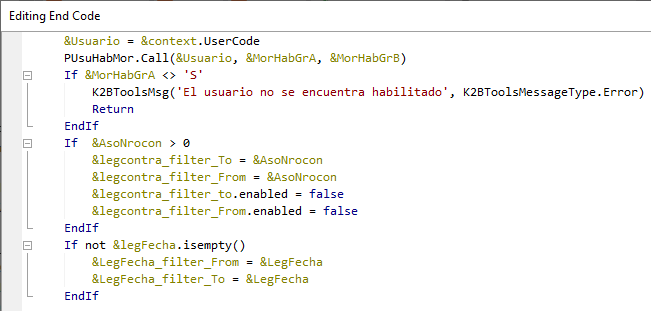 Editing End Code
&Usuario = &context.UserCode
PUsuHabMor.Call(&Usuario, &MorHabGrA, &MorHabGrB)
If &MorHabGrA <> 'S'
K2BToolsMsg('El usuario no se encuentra habilitado', K2BToolsMessageType.Error)
Return
EndIf
If  &AsoNrocon > 0
&legcontra_filter_To = &AsoNrocon
&legcontra_filter_From = &AsoNrocon
&legcontra_filter_to.enabled = false
&legcontra_filter_From.enabled = false
EndIf
If not &legFecha.isempty()
&LegFecha_filter_From = &LegFecha
&LegFecha_filter_To = &LegFecha
EndIf